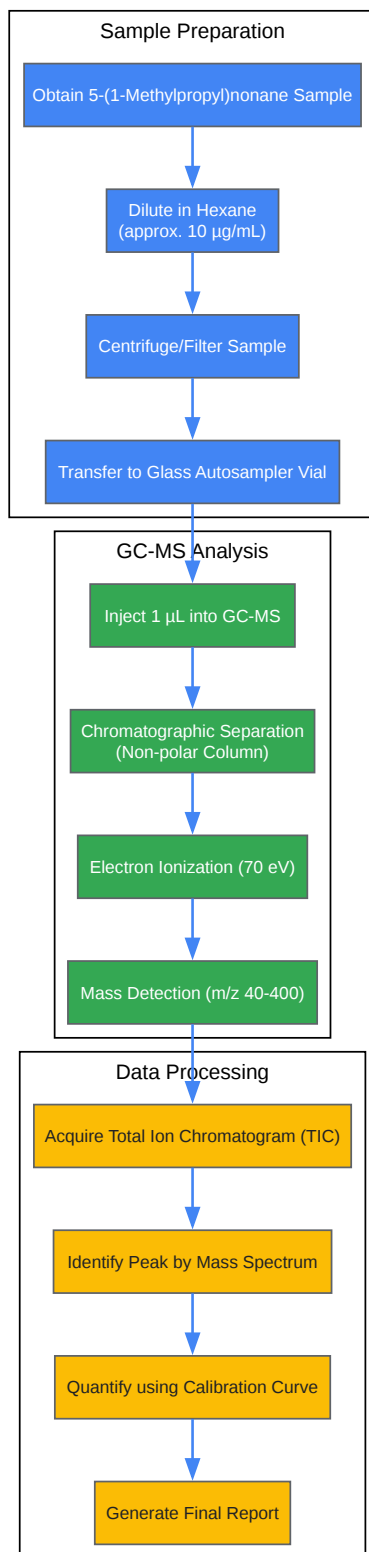 Sample Preparation
Obtain 5-(1-Methylpropyl)nonane Sample
Dilute in Hexane
(approx. 10 µg/mL)
Centrifuge/Filter Sample
Transfer to Glass Autosampler Vial
GC-MS Analysis
Inject 1 µL into GC-MS
Chromatographic Separation
(Non-polar Column)
Electron Ionization (70 eV)
Mass Detection (m/z 40-400)
Data Processing
Acquire Total Ion Chromatogram (TIC)
Identify Peak by Mass Spectrum
Quantify using Calibration Curve
Generate Final Report